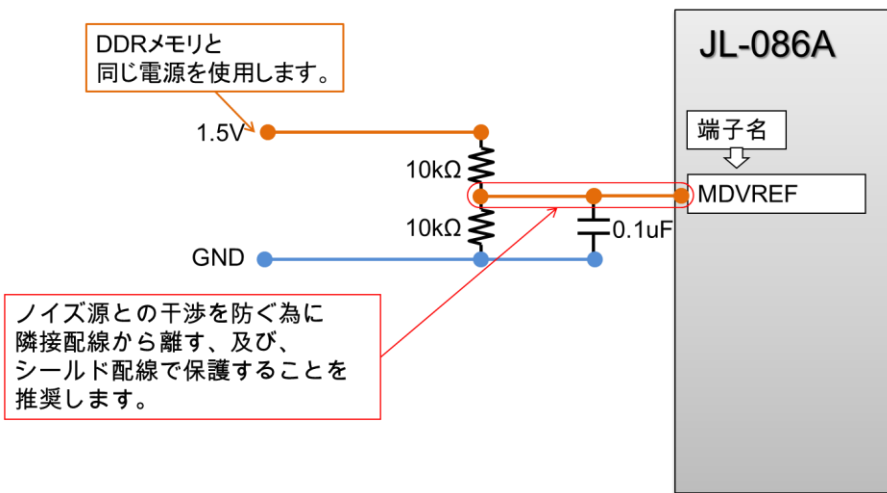 DDRメモリと
同じ電源を使用します。
JL-086A
1.5V
端子名
10kΩ
MDVREF
10kΩ
0.1uF
GND
ノイズ源との干渉を防ぐ為に
隣接配線から離す、及び、
シールド配線で保護することを
推奨します。